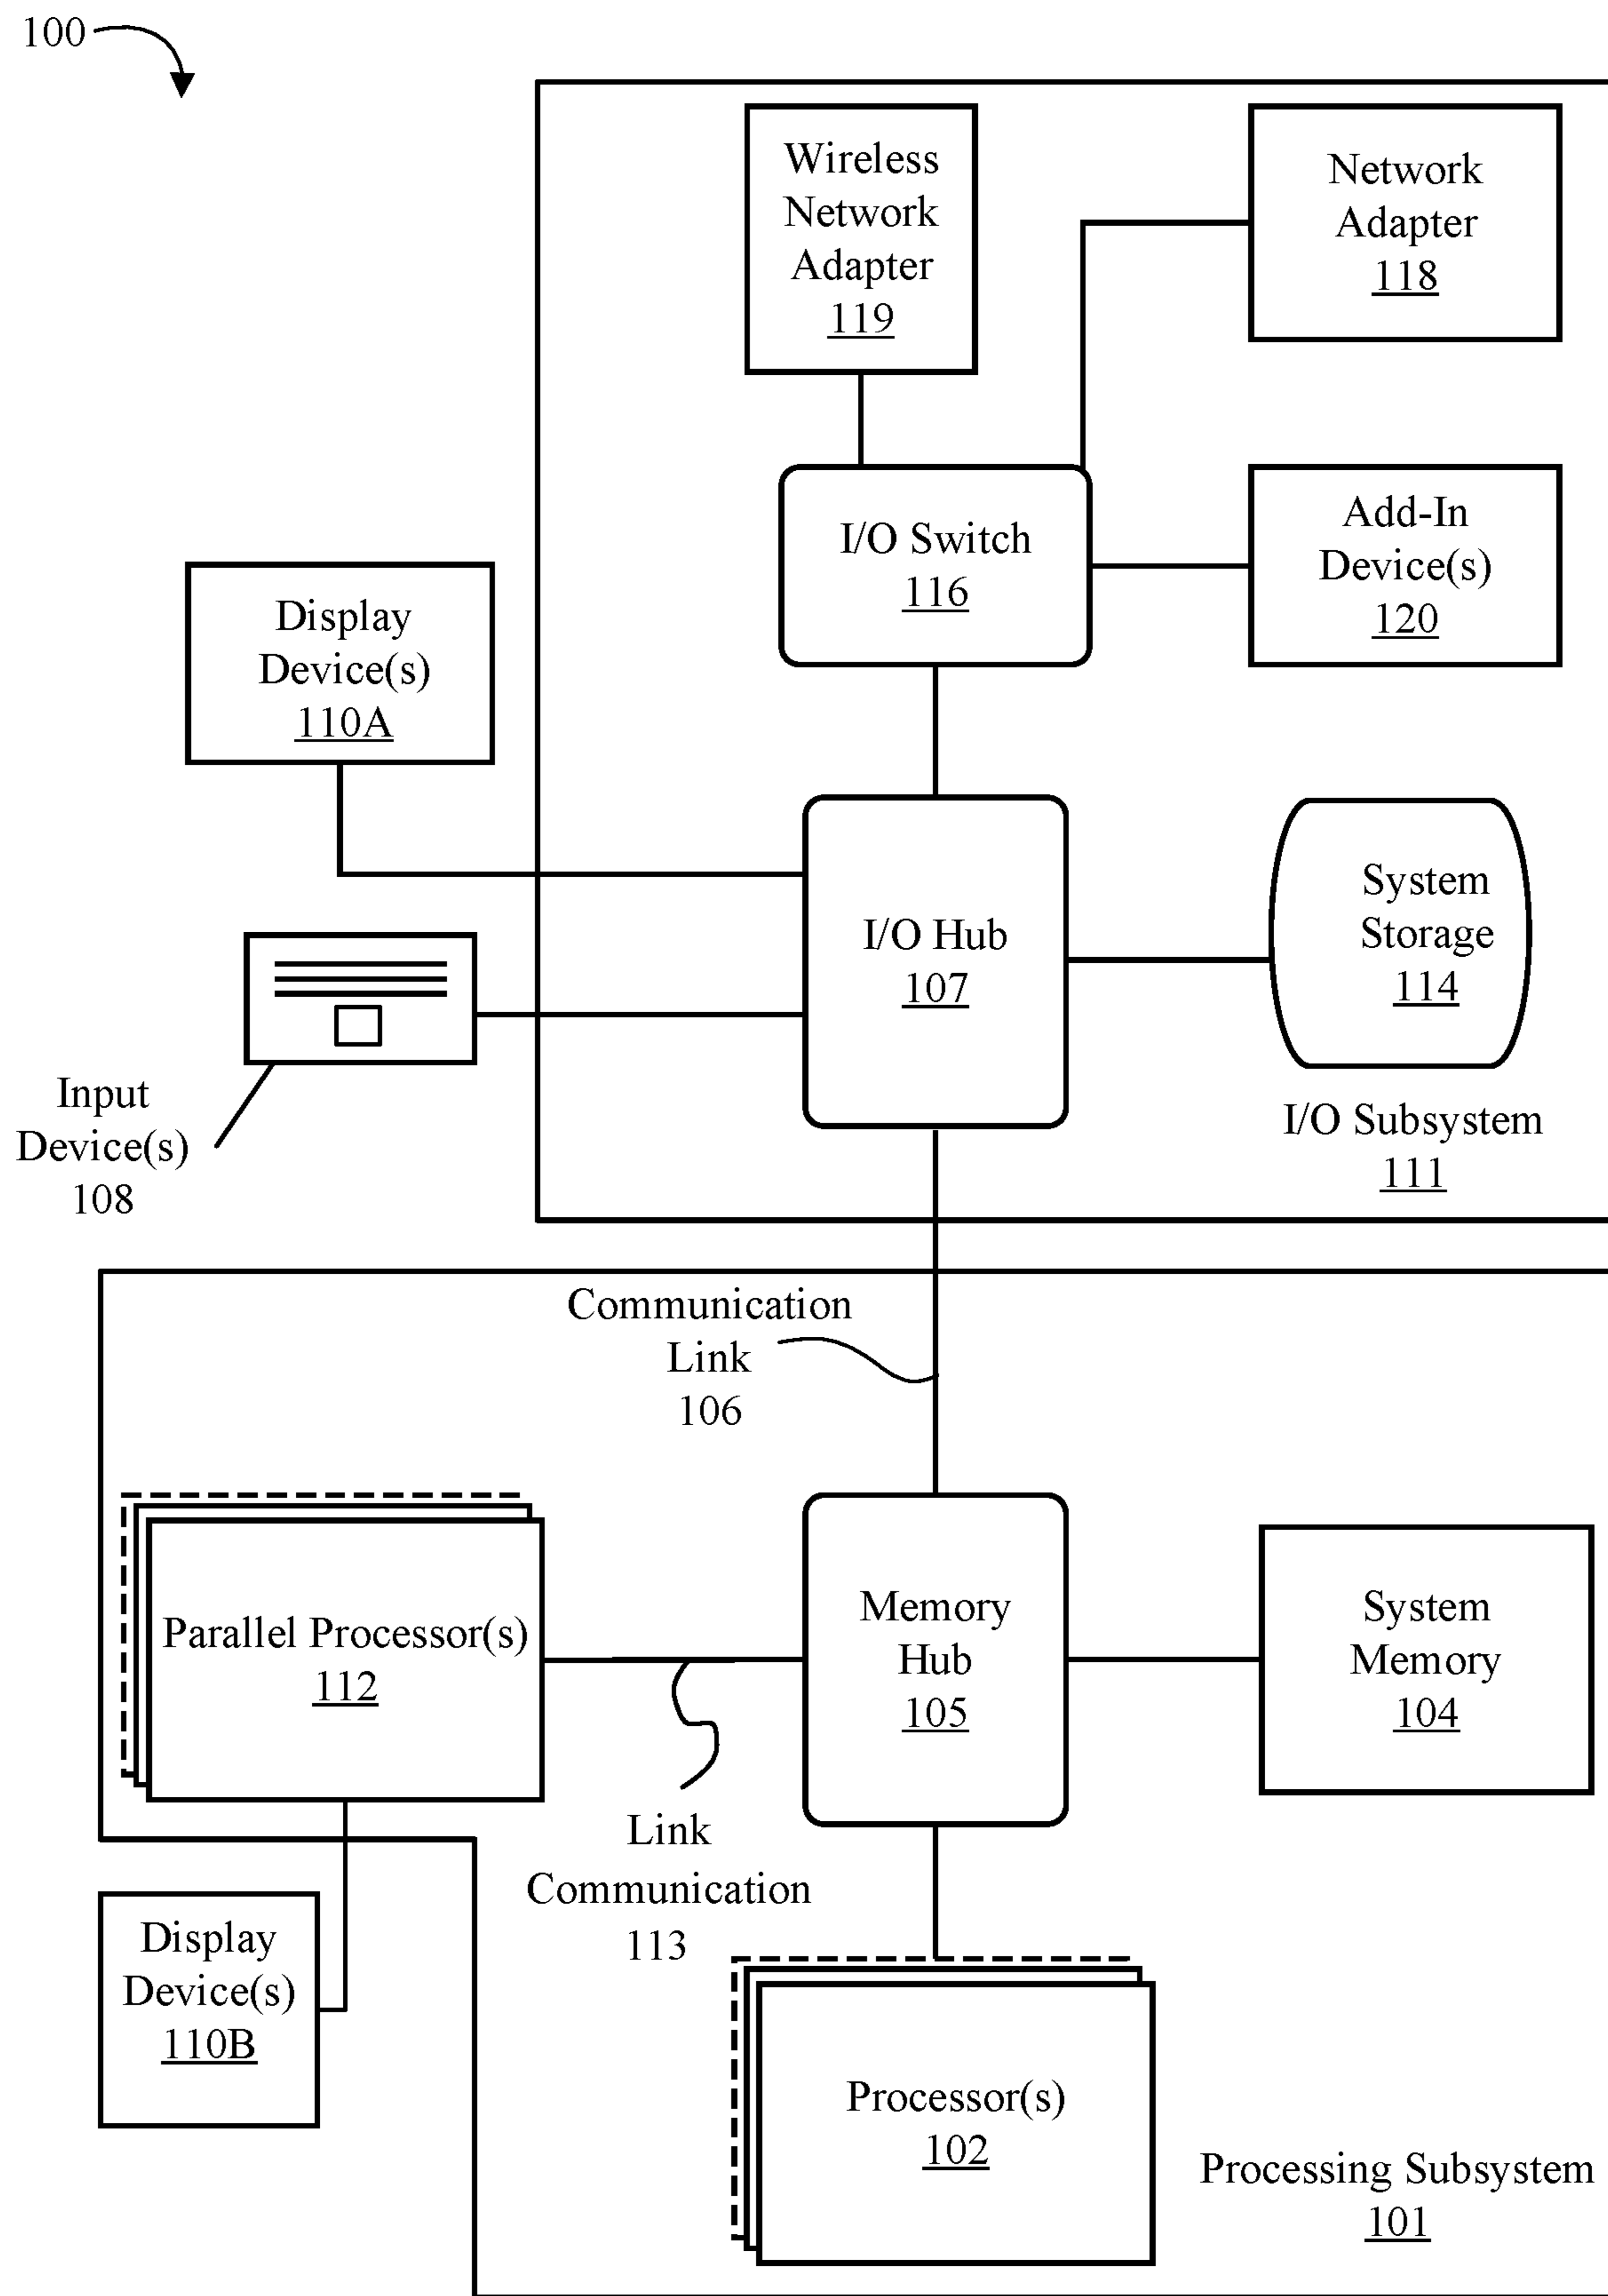 100
Wireless
Network
Adapter
119
Network
Adapter
118
I/O Switch
116
Add-In
Device(s)
120
Display
Device(s)
110A
I/O Hub
107
System
Storage
114
Input
Device(s)
108
I/O Subsystem
111
Communication
Link
106
Parallel Processor(s)
112
Memory
Hub
105
System
Memory
104
Link
Communication
113
Display
Device(s)
110B
Processor(s)
102
Processing Subsystem
101